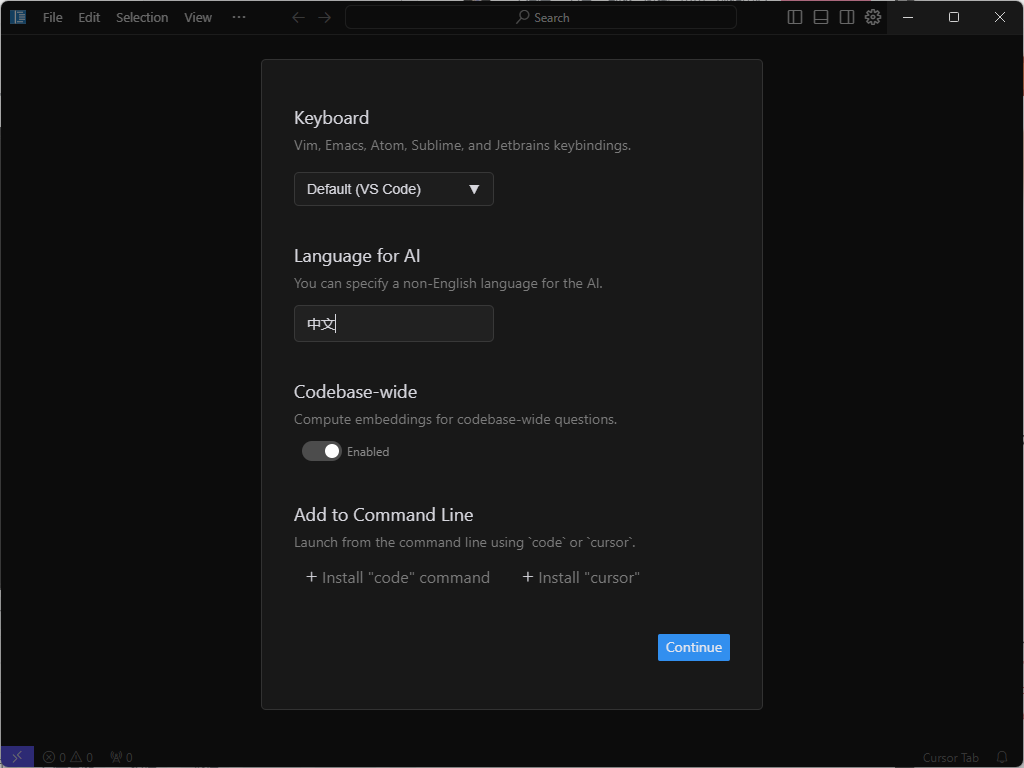 File Edit Selection View ··· Search
Keyboard
Vim, Emacs, Atom, Sublime, and Jetbrains keybindings.
Default (VS Code)
Language for AI
You can specify a non-English language for the AI.
中文
Codebase-wide
Compute embeddings for codebase-wide questions.
Enabled
Add to Command Line
Launch from the command line using `code` or `cursor`.
+ Install "code" command + Install "cursor"
Continue
0 0 0 Cursor Tab